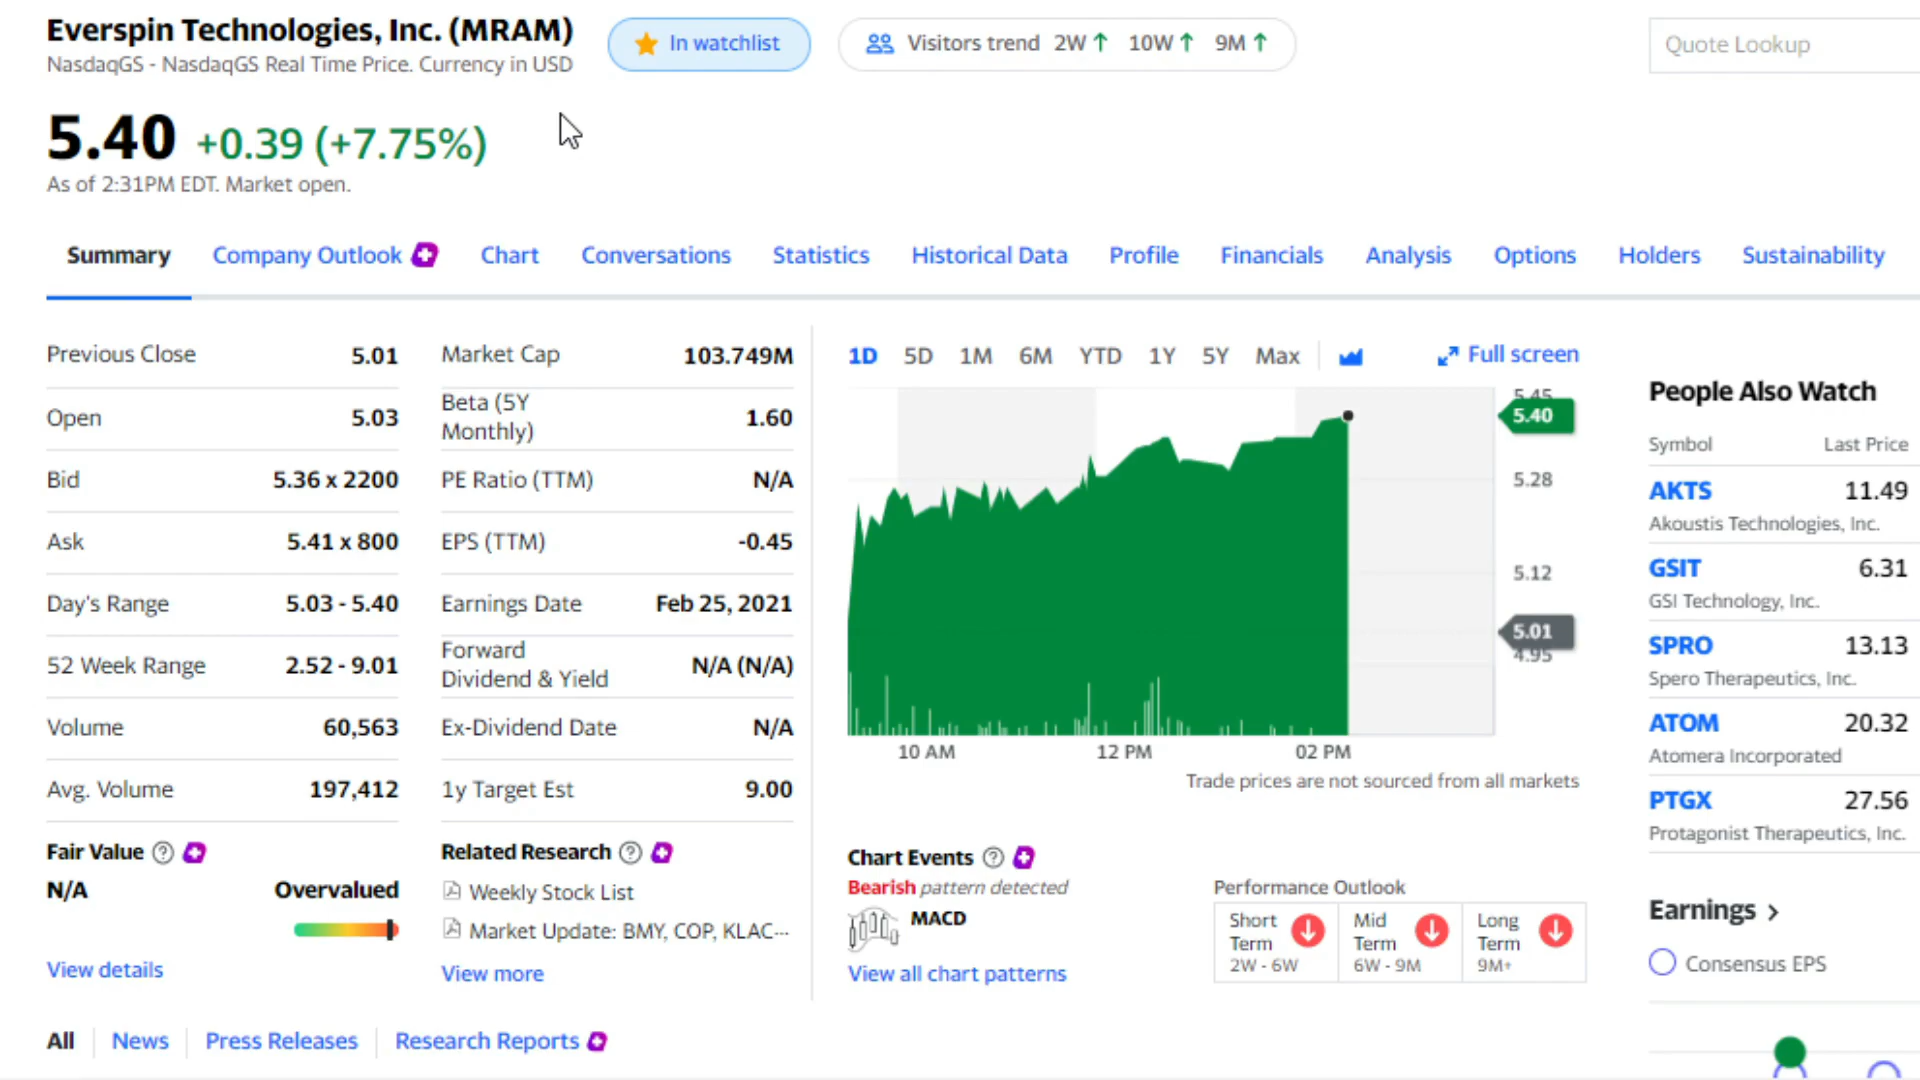 Everspin Technologies, Inc. (MRAM)
NasdaqGS - NasdaqGS Real Time Price. Currency in USD
In watchlist
Visitors trend 2W↑ 10W↑ 9M↑
Quote Lookup
5.40 +0.39 (+7.75%)
As of 2:31PM EDT. Market open.
Summary Company Outlook Chart Conversations Statistics Historical Data Profile Financials Analysis Options Holders Sustainability
Previous Close 5.01
Open 5.03
Bid 5.36 x 2200
Ask 5.41 x 800
Day's Range 5.03 - 5.40
52 Week Range 2.52 - 9.01
Volume 60,563
Avg. Volume 197,412
Market Cap 103.749M
Beta (5Y
Monthly) 1.60
PE Ratio (TTM) N/A
EPS (TTM) -0.45
Earnings Date Feb 25, 2021
Forward
Dividend & Yield N/A (N/A)
Ex-Dividend Date N/A
1y Target Est 9.00
Fair Value
N/A Overvalued
View details
Related Research
Weekly Stock List
Market Update: BMY, COP, KLAC...
View more
1D 5D 1M 6M YTD 1Y 5Y Max Full screen
5.45
5.40
5.28
5.12
5.01
4.95
10 AM 12 PM 02 PM
Trade prices are not sourced from all markets
Chart Events
Bearish pattern detected
MACD
View all chart patterns
Performance Outlook
Short
Term
2W - 6W
Mid
Term
6W - 9M
Long
Term
9M+
People Also Watch
Symbol Last Price
AKTS 11.49
Akoustis Technologies, Inc.
GSIT 6.31
GSI Technology, Inc.
SPRO 13.13
Spero Therapeutics, Inc.
ATOM 20.32
Atomera Incorporated
PTGX 27.56
Protagonist Therapeutics, Inc.
Earnings >
Consensus EPS
All News Press Releases Research Reports